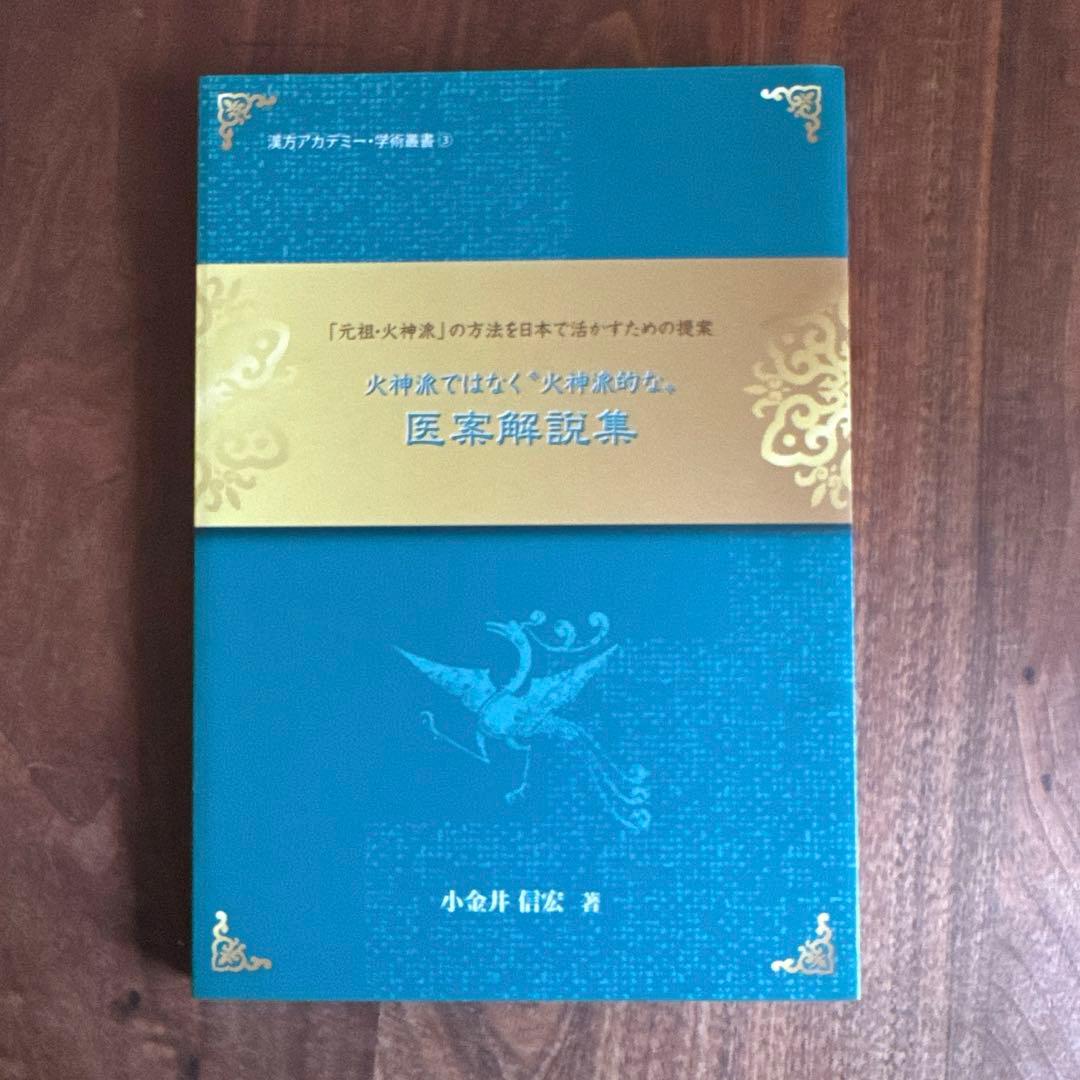 漢方アカデミー・学術叢書③
「元祖・火神派」の方法を日本で活かすための提案
火神派ではなく〝火神派的な〟
医案解説集
小金井 信宏 著